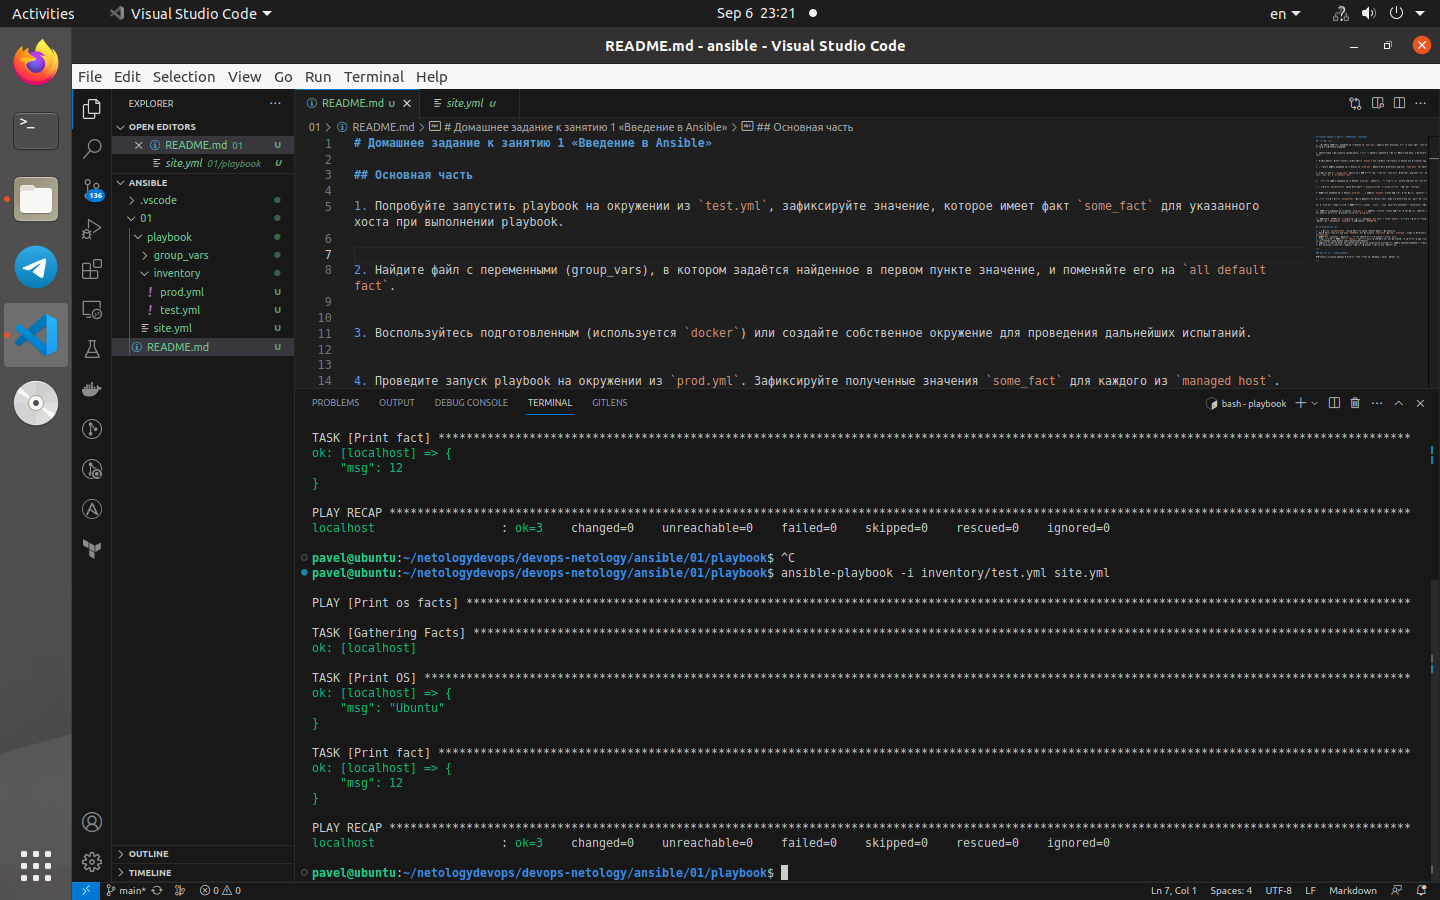 Activities
Visual Studio Code
Sep 6 23:21
en
README.md - ansible - Visual Studio Code
File Edit Selection View Go Run Terminal Help
EXPLORER
OPEN EDITORS
README.md 01 U
site.yml 01/playbook U
ANSIBLE
.vscode
01
playbook
group_vars
inventory
prod.yml U
test.yml U
site.yml U
README.md U
136
OUTLINE
TIMELINE
README.md U
site.yml U
01 > README.md > # Домашнее задание к занятию 1 «Введение в Ansible» > ## Основная часть
1 # Домашнее задание к занятию 1 «Введение в Ansible»
2
3 ## Основная часть
4
5 1. Попробуйте запустить playbook на окружении из `test.yml`, зафиксируйте значение, которое имеет факт `some_fact` для указанного
хоста при выполнении playbook.
6
7
8 2. Найдите файл с переменными (group_vars), в котором задаётся найденное в первом пункте значение, и поменяйте его на `all default
fact`.
9
10
11 3. Воспользуйтесь подготовленным (используется `docker`) или создайте собственное окружение для проведения дальнейших испытаний.
12
13
14 4. Проведите запуск playbook на окружении из `prod.yml`. Зафиксируйте полученные значения `some_fact` для каждого из `managed host`.
PROBLEMS OUTPUT DEBUG CONSOLE TERMINAL GITLENS
bash - playbook
TASK [Print fact] *******************************************************************************************************************************************
ok: [localhost] => {
"msg": 12
}
PLAY RECAP **************************************************************************************************************************************************
localhost : ok=3 changed=0 unreachable=0 failed=0 skipped=0 rescued=0 ignored=0
pavel@ubuntu:~/netologydevops/devops-netology/ansible/01/playbook$ ^C
pavel@ubuntu:~/netologydevops/devops-netology/ansible/01/playbook$ ansible-playbook -i inventory/test.yml site.yml
PLAY [Print os facts] ***************************************************************************************************************************************
TASK [Gathering Facts] **************************************************************************************************************************************
ok: [localhost]
TASK [Print OS] *********************************************************************************************************************************************
ok: [localhost] => {
"msg": "Ubuntu"
}
TASK [Print fact] *******************************************************************************************************************************************
ok: [localhost] => {
"msg": 12
}
PLAY RECAP **************************************************************************************************************************************************
localhost : ok=3 changed=0 unreachable=0 failed=0 skipped=0 rescued=0 ignored=0
pavel@ubuntu:~/netologydevops/devops-netology/ansible/01/playbook$
main* 0 0
Ln 7, Col 1 Spaces: 4 UTF-8 LF Markdown